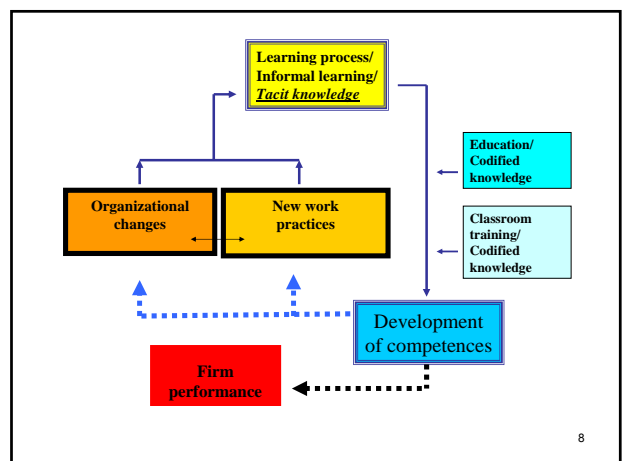 Learning process/
Informal learning/
Tacit knowledge
Education/
Codified
knowledge
Organizational
changes
New work
practices
Classroom
training/
Codified
knowledge
Development
of competences
Firm
performance
8